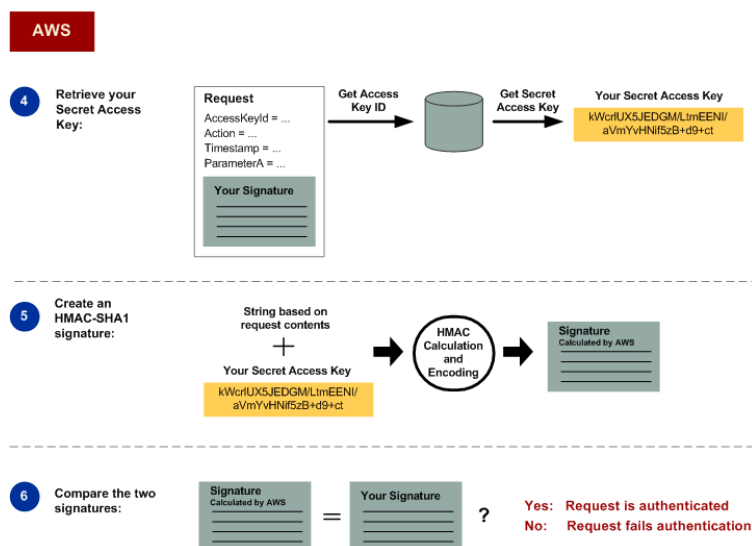 AWS
4
Retrieve your
Secret Access
Key:
Request
AccessKeyId = ...
Action = ...
Timestamp = ...
ParameterA = ...
Your Signature
Get Access
Key ID
Get Secret
Access Key
Your Secret Access Key
kWcrlUX5JEDGM/LtmEENI/
aVmYvHNif5zB+d9+ct
5
Create an
HMAC-SHA1
signature:
String based on
request contents
+
Your Secret Access Key
kWcrlUX5JEDGM/LtmEENI/
aVmYvHNif5zB+d9+ct
HMAC
Calculation
and
Encoding
Signature
Calculated by AWS
6
Compare the two
signatures:
Signature
Calculated by AWS
=
Your Signature
?
Yes: Request is authenticated
No: Request fails authentication